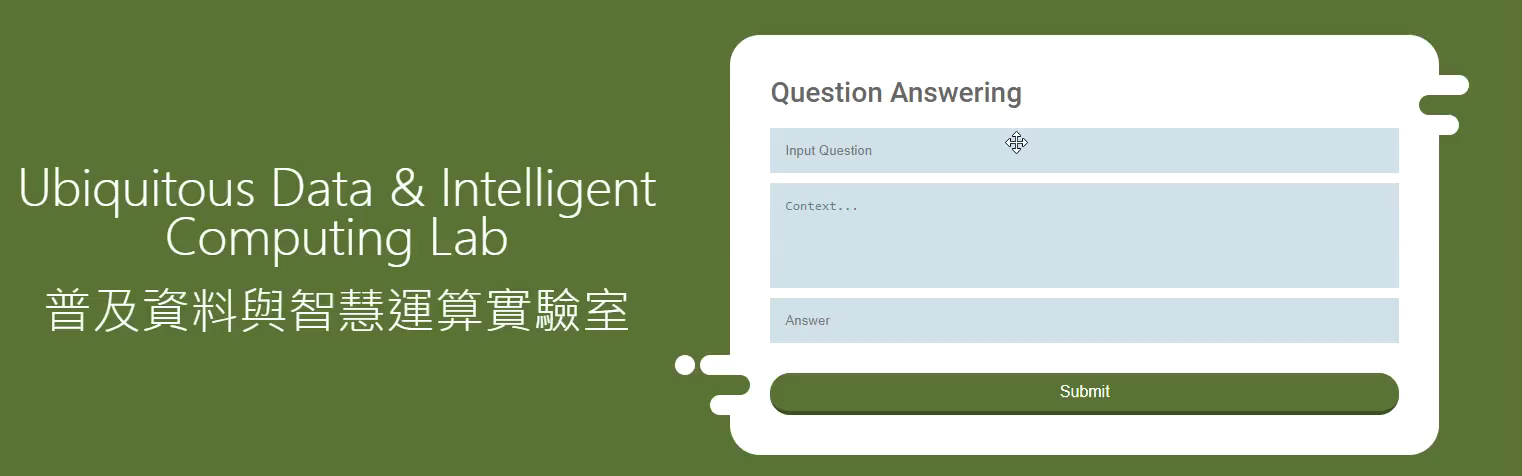 Ubiquitous Data & Intelligent
Computing Lab
普及資料與智慧運算實驗室
Question Answering
Input Question
Context...
Answer
Submit